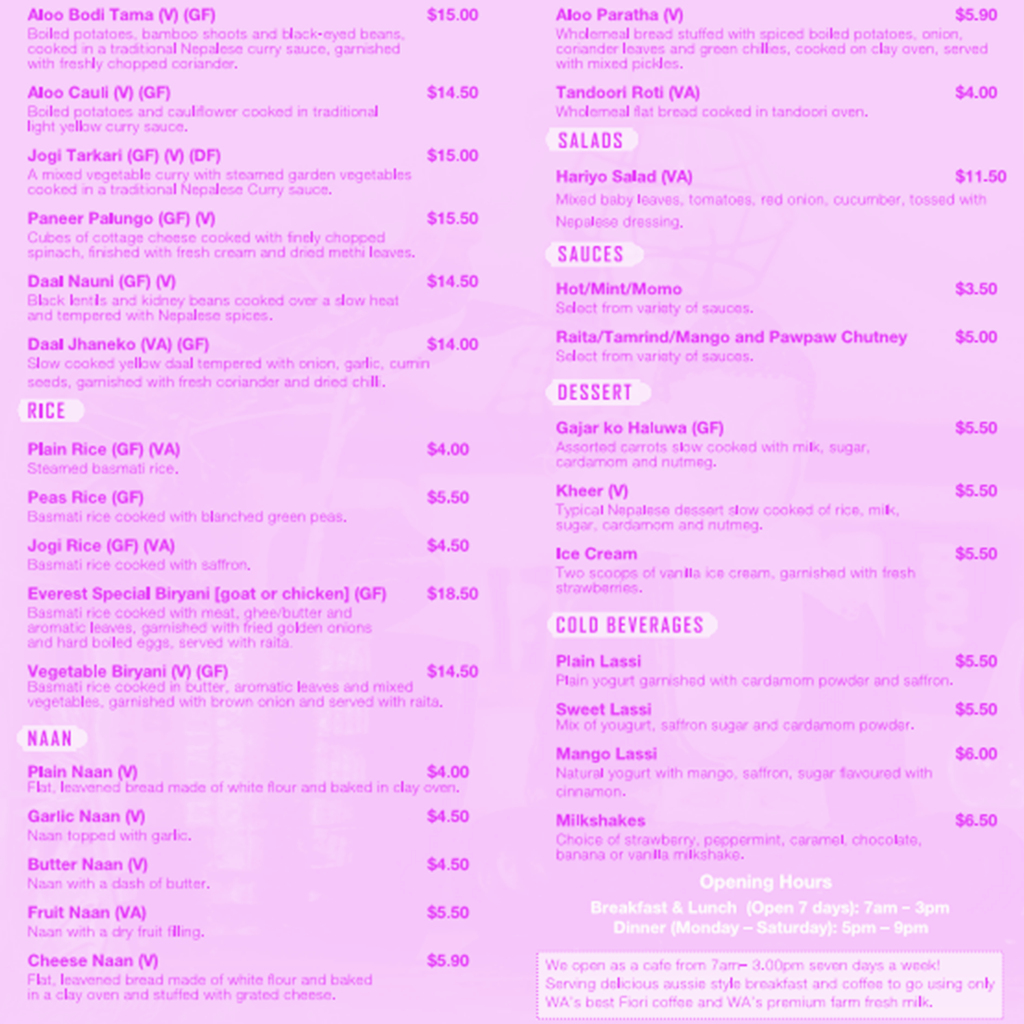 Aloo Bodi Tama (V) (GF) $15.00
Boiled potatoes, bamboo shoots and black-eyed beans,
cooked in a traditional Nepalese curry sauce, garnished
with freshly chopped coriander.
Aloo Cauli (V) (GF) $14.50
Boiled potatoes and cauliflower cooked in traditional
light yellow curry sauce.
Jogi Tarkari (GF) (V) (DF) $15.00
A mixed vegetable curry with steamed garden vegetables
cooked in a traditional Nepalese Curry sauce.
Paneer Palungo (GF) (V) $15.50
Cubes of cottage cheese cooked with finely chopped
spinach, finished with fresh cream and dried methi leaves.
Daal Nauni (GF) (V) $14.50
Black lentils and kidney beans cooked over a slow heat
and tempered with Nepalese spices.
Daal Jhaneko (VA) (GF) $14.00
Slow cooked yellow daal tempered with onion, garlic, cumin
seeds, garnished with fresh coriander and dried chilli.
RICE
Plain Rice (GF) (VA) $4.00
Steamed basmati rice.
Peas Rice (GF) $5.50
Basmati rice cooked with blanched green peas.
Jogi Rice (GF) (VA) $4.50
Basmati rice cooked with saffron.
Everest Special Biryani [goat or chicken] (GF) $18.50
Basmati rice cooked with meat, ghee/butter and
aromatic leaves, garnished with fried golden onions
and hard boiled eggs, served with raita.
Vegetable Biryani (V) (GF) $14.50
Basmati rice cooked in butter, aromatic leaves and mixed
vegetables, garnished with brown onion and served with raita.
NAAN
Plain Naan (V) $4.00
Flat, leavened bread made of white flour and baked in clay oven.
Garlic Naan (V) $4.50
Naan topped with garlic.
Butter Naan (V) $4.50
Naan with a dash of butter.
Fruit Naan (VA) $5.50
Naan with a dry fruit filling.
Cheese Naan (V) $5.90
Flat, leavened bread made of white flour and baked
in a clay oven and stuffed with grated cheese.
Aloo Paratha (V) $5.90
Wholemeal bread stuffed with spiced boiled potatoes, onion,
coriander leaves and green chillies, cooked on clay oven, served
with mixed pickles.
Tandoori Roti (VA) $4.00
Wholemeal flat bread cooked in tandoori oven.
SALADS
Hariyo Salad (VA) $11.50
Mixed baby leaves, tomatoes, red onion, cucumber, tossed with
Nepalese dressing.
SAUCES
Hot/Mint/Momo $3.50
Select from variety of sauces.
Raita/Tamrind/Mango and Pawpaw Chutney $5.00
Select from variety of sauces.
DESSERT
Gajar ko Haluwa (GF) $5.50
Assorted carrots slow cooked with milk, sugar,
cardamom and nutmeg.
Kheer (V) $5.50
Typical Nepalese dessert slow cooked of rice, milk,
sugar, cardamom and nutmeg.
Ice Cream $5.50
Two scoops of vanilla ice cream, garnished with fresh
strawberries.
COLD BEVERAGES
Plain Lassi $5.50
Plain yogurt garnished with cardamom powder and saffron.
Sweet Lassi $5.50
Mix of yougurt, saffron sugar and cardamom powder.
Mango Lassi $6.00
Natural yogurt with mango, saffron, sugar flavoured with
cinnamon.
Milkshakes $6.50
Choice of strawberry, peppermint, caramel, chocolate,
banana or vanilla milkshake.
Opening Hours
Breakfast & Lunch (Open 7 days): 7am – 3pm
Dinner (Monday – Saturday): 5pm – 9pm
We open as a cafe from 7am– 3.00pm seven days a week!
Serving delicious aussie style breakfast and coffee to go using only
WA's best Fiori coffee and WA's premium farm fresh milk.